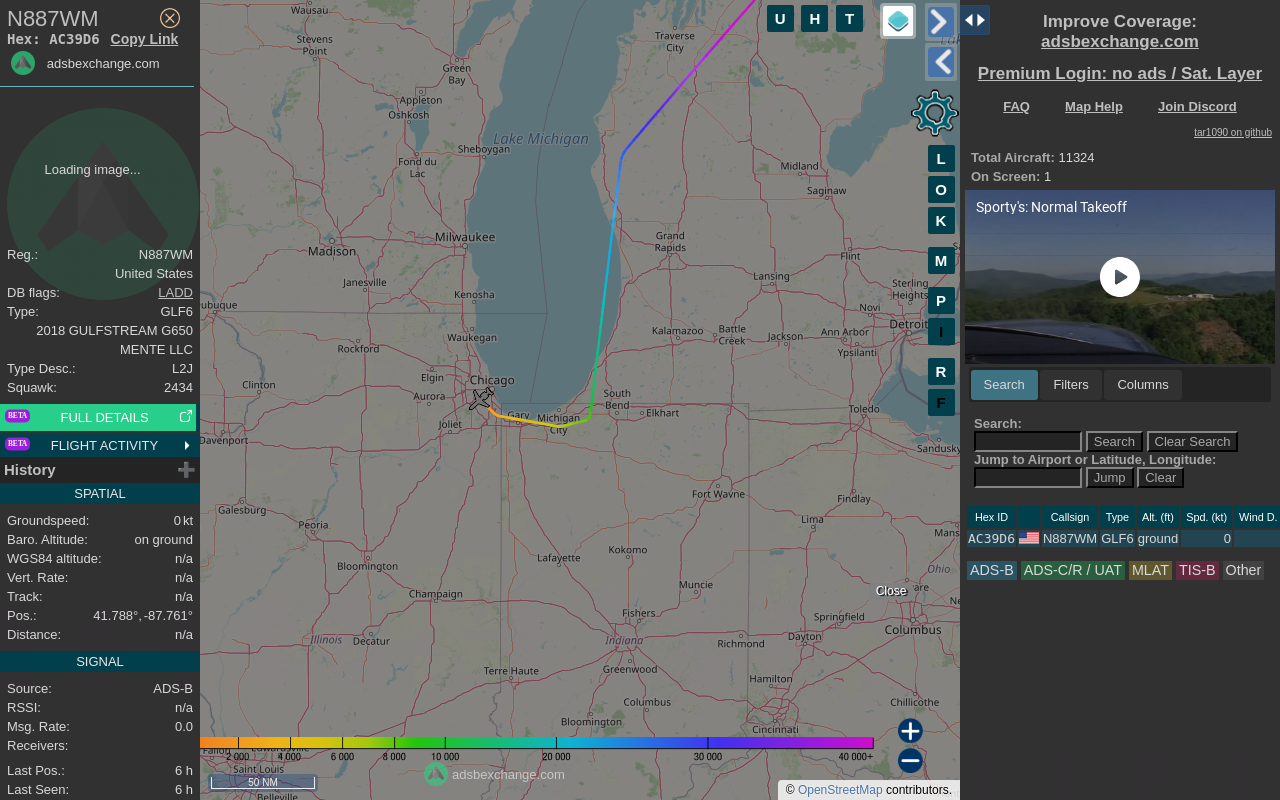 N887WM
Hex: AC39D6 Copy Link
adsbexchange.com
Loading image...
Reg.: N887WM
United States
DB flags: LADD
Type: GLF6
2018 GULFSTREAM G650
MENTE LLC
Type Desc.: L2J
Squawk: 2434
BETA FULL DETAILS
BETA FLIGHT ACTIVITY
History
SPATIAL
Groundspeed: 0 kt
Baro. Altitude: on ground
WGS84 altitude: n/a
Vert. Rate: n/a
Track: n/a
Pos.: 41.788°, -87.761°
Distance: n/a
SIGNAL
Source: ADS-B
RSSI: n/a
Msg. Rate: 0.0
Receivers:
Last Pos.: 6 h
Last Seen: 6 h
U H T
L
O
K
M
P
I
R
F
Wausau
Stevens
Point
Green
Bay
Traverse
City
Appleton
Oshkosh
Lake Michigan
Sheboygan
Fond du
Lac
Midland
Saginaw
Milwaukee
Madison
Grand
Rapids
Flint
Janesville
Lansing
Sterling
Heights
Kenosha
Novi
Waukegan
Kalamazoo
Battle
Creek
Jackson
Ann Arbor
Detroit
Ypsilanti
Rockford
Elgin
Chicago
Clinton
Aurora
South
Bend
Toledo
Gary
Michigan
City
Elkhart
Joliet
Davenport
Sandusky
Fort Wayne
Findlay
Galesburg
Peoria
Lima
Mans
Lafayette
Kokomo
Bloomington
Ohio
Muncie
Champaign
Close
are
Fishers
Springfield
Columbus
Illinois
Decatur
Indiana
Richmond
Dayton
Terre Haute
Greenwood
Hamilton
Columbus
Chillicothe
Bloomington
Cincinnati
2 000 4 000 6 000 8 000 10 000 20 000 30 000 40 000+
Saint Louis
Belleville
50 NM
adsbexchange.com
© OpenStreetMap contributors.
Improve Coverage:
adsbexchange.com
Premium Login: no ads / Sat. Layer
FAQ Map Help Join Discord
tar1090 on github
Total Aircraft: 11324
On Screen: 1
Sporty's: Normal Takeoff
Search Filters Columns
Search:
Search Clear Search
Jump to Airport or Latitude, Longitude:
Jump Clear
Hex ID Callsign Type Alt. (ft) Spd. (kt) Wind D.
AC39D6 N887WM GLF6 ground 0
ADS-B ADS-C/R / UAT MLAT TIS-B Other